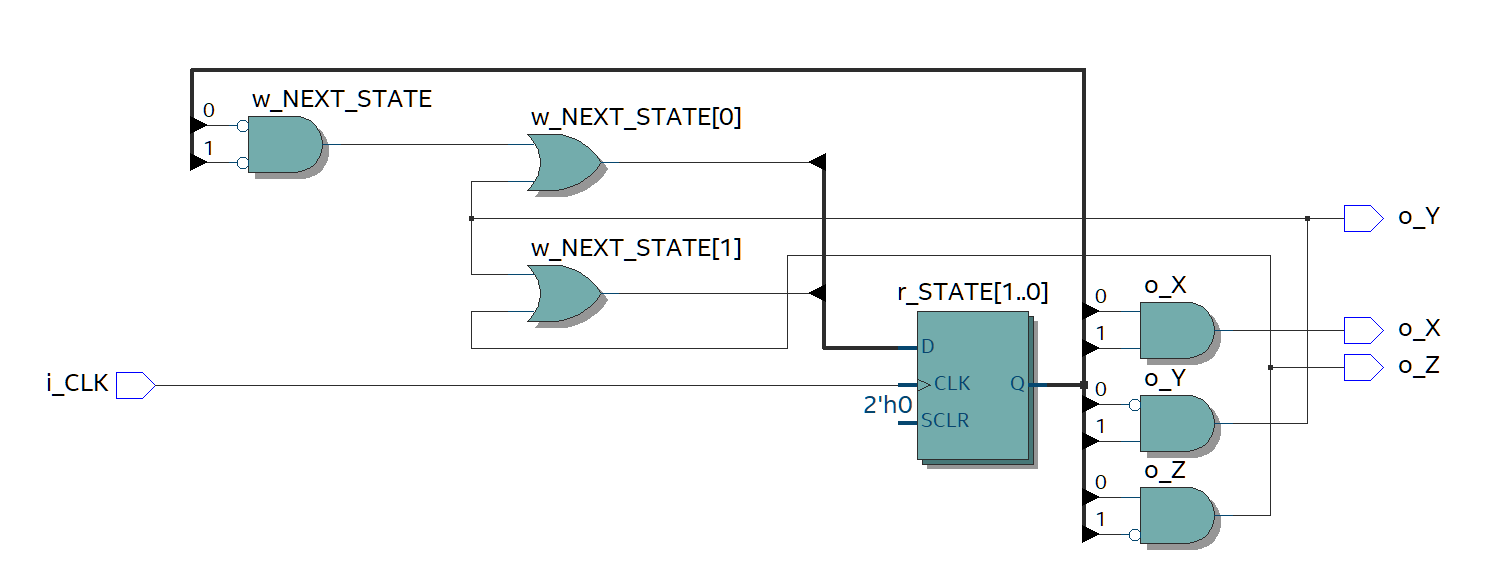 w_NEXT_STATE
0
1
w_NEXT_STATE[0]
w_NEXT_STATE[1]
o_Y
r_STATE[1..0]
D
CLK
Q
SCLR
2'h0
i_CLK
o_X
0
1
o_X
o_Z
o_Y
0
1
o_Z
0
1